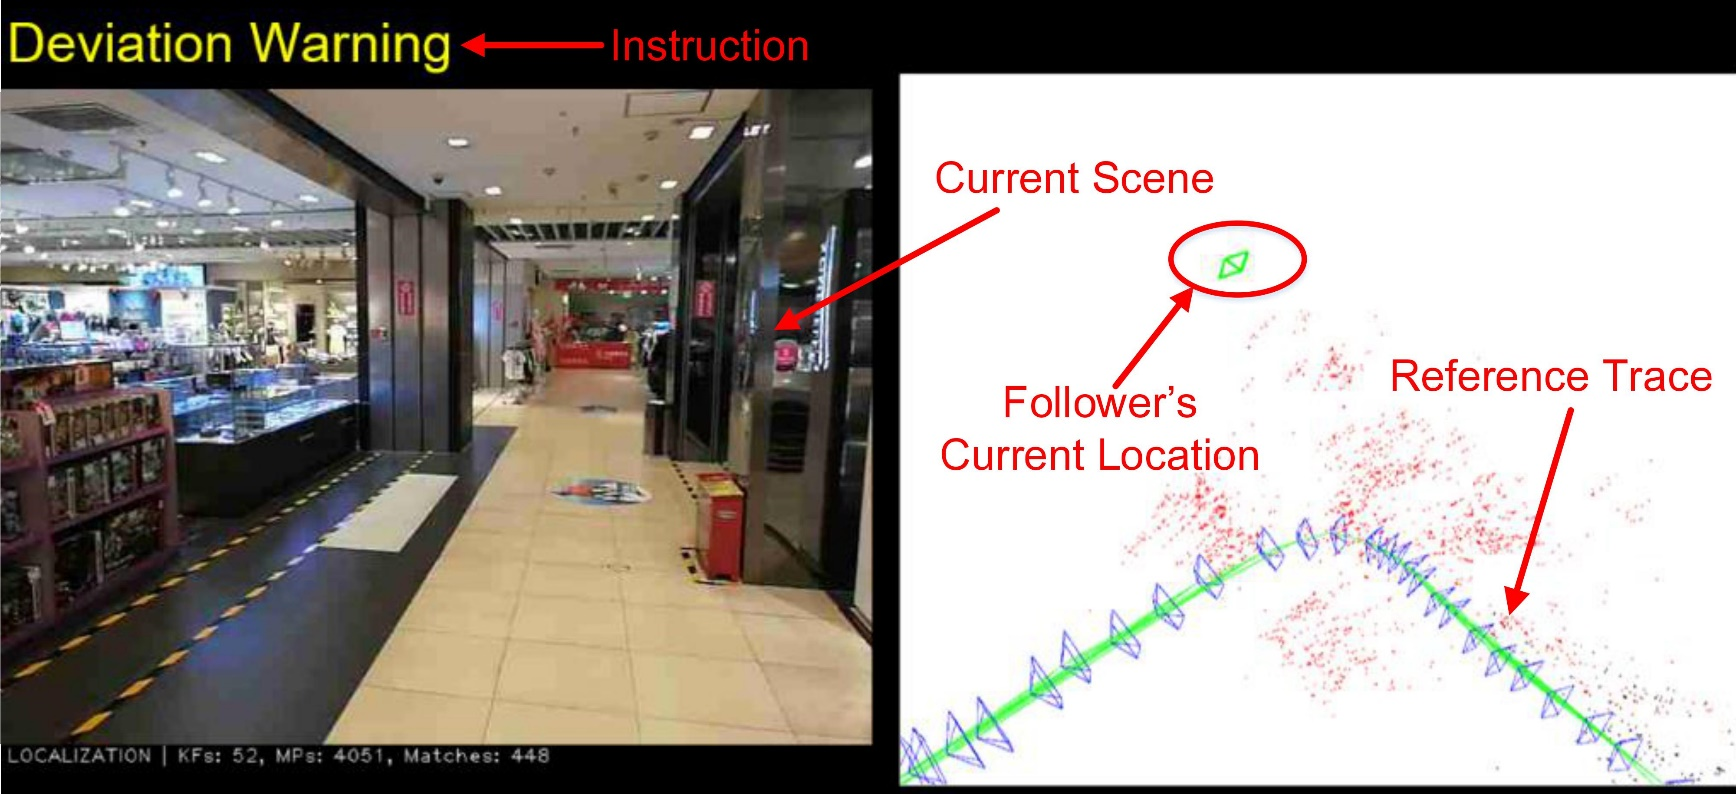 Deviation Warning
Instruction
Current Scene
Follower's
Current Location
Reference Trace
LOCALIZATION | KFs: 52, MPs: 4051, Matches: 448